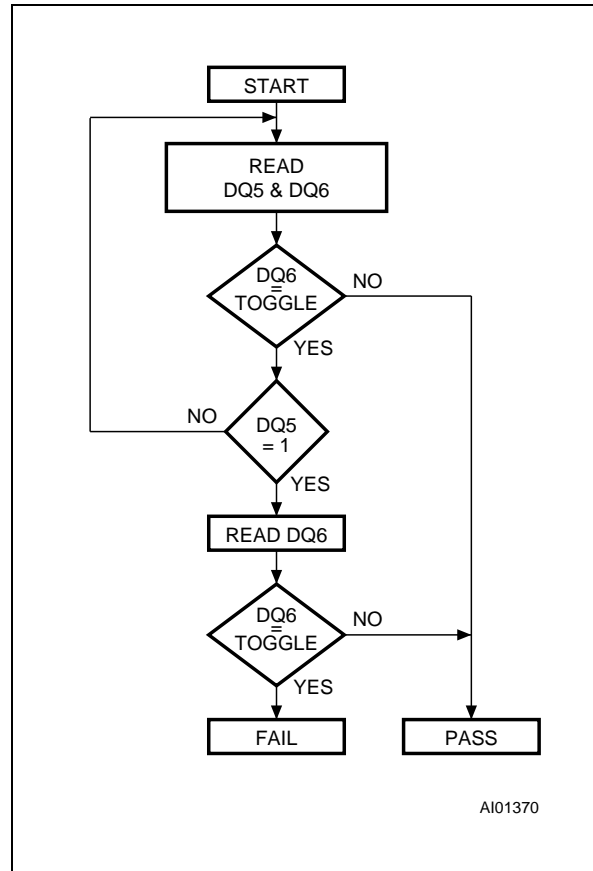 START
READ
DQ5 & DQ6
DQ6
=
TOGGLE
NO
YES
NO
DQ5
= 1
YES
READ DQ6
DQ6
=
TOGGLE
NO
YES
FAIL
PASS
AI01370